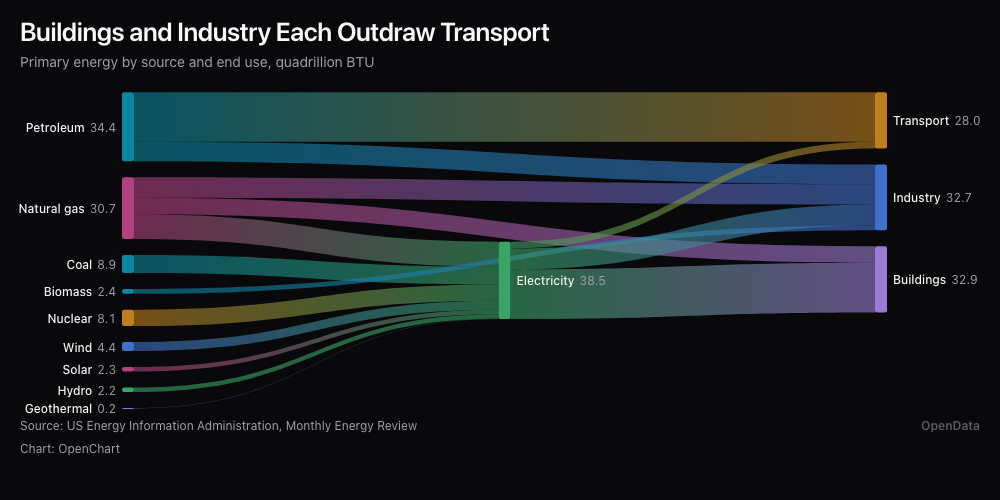 Buildings and Industry Each Outdraw Transport
Primary energy by source and end use, quadrillion BTU
Petroleum 34.4
Transport 28.0
Natural gas 30.7
Industry 32.7
Coal 8.9
Electricity 38.5
Buildings 32.9
Biomass 2.4
Nuclear 8.1
Wind 4.4
Solar 2.3
Hydro 2.2
Geothermal 0.2
Source: US Energy Information Administration, Monthly Energy Review
OpenData
Chart: OpenChart